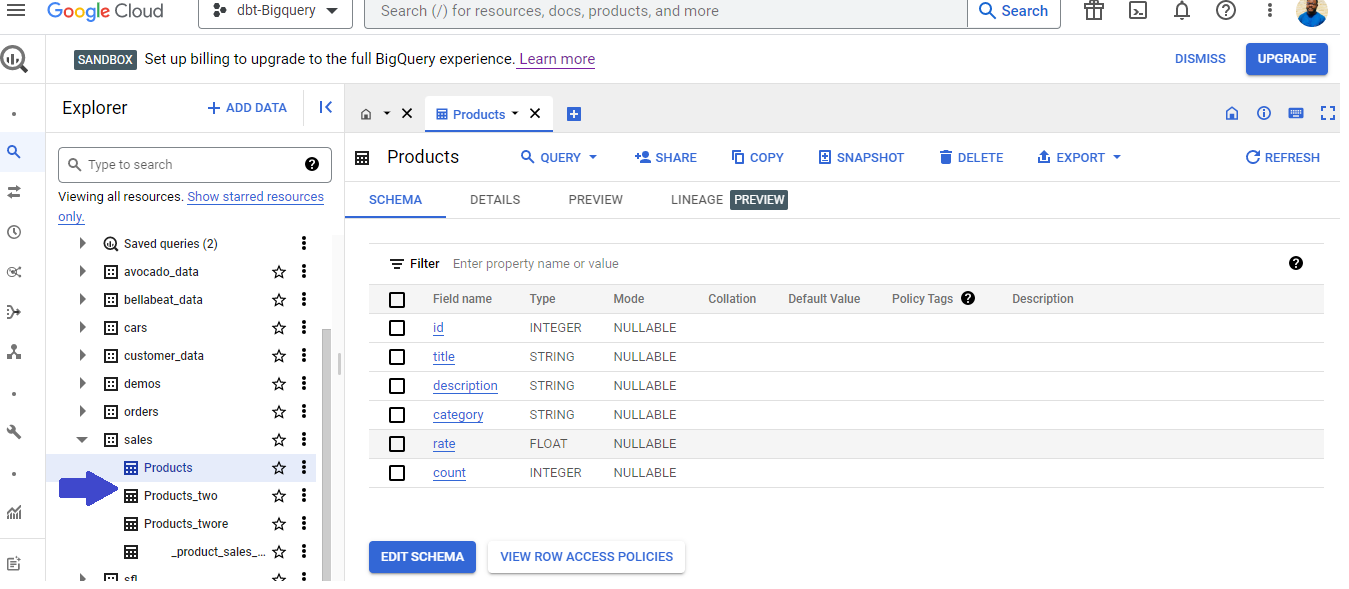 Google Cloud dbt-Bigquery Search (/) for resources, docs, products, and more Search
SANDBOX Set up billing to upgrade to the full BigQuery experience. Learn more DISMISS UPGRADE
Explorer + ADD DATA
Products
Type to search
Viewing all resources. Show starred resources
only.
Saved queries (2)
avocado_data
bellabeat_data
cars
customer_data
demos
orders
sales
Products
Products_two
Products_twore
_product_sales_...
sfl
Products QUERY SHARE COPY SNAPSHOT DELETE EXPORT REFRESH
SCHEMA DETAILS PREVIEW LINEAGE PREVIEW
Filter Enter property name or value
Field name Type Mode Collation Default Value Policy Tags Description
id INTEGER NULLABLE
title STRING NULLABLE
description STRING NULLABLE
category STRING NULLABLE
rate FLOAT NULLABLE
count INTEGER NULLABLE
EDIT SCHEMA VIEW ROW ACCESS POLICIES